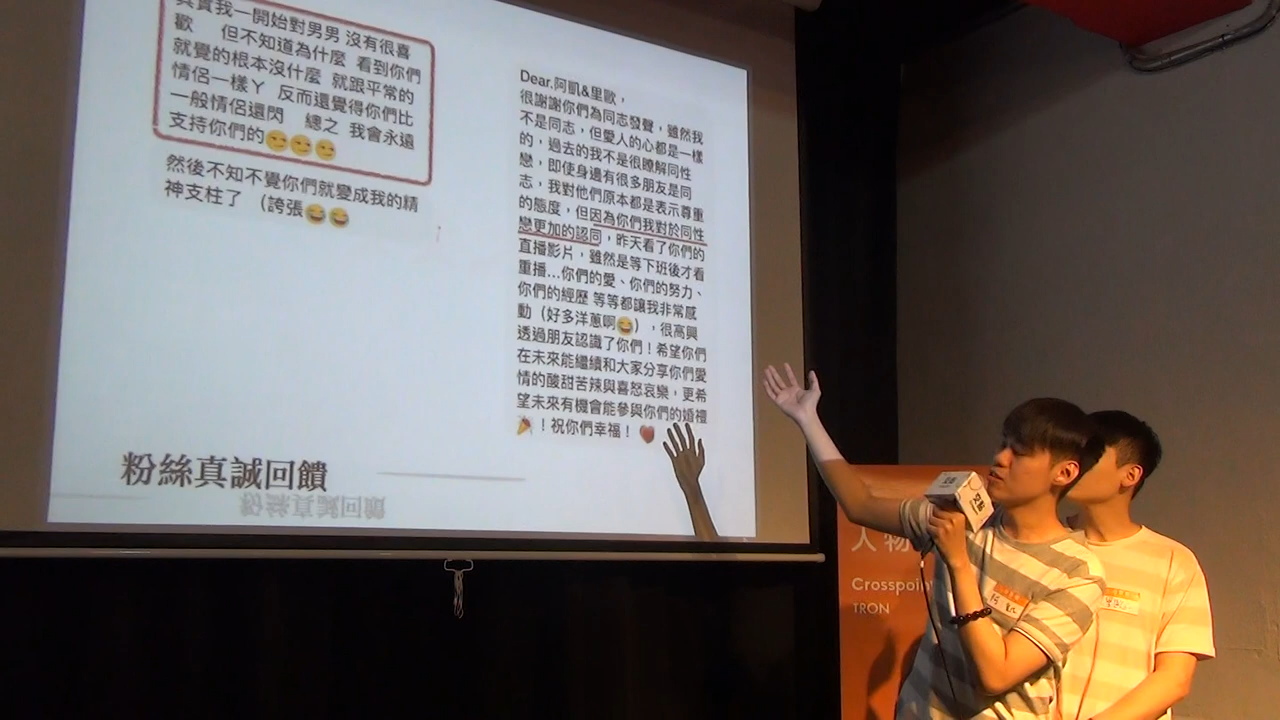 其實我一開始對男男 沒有很喜
歡 但不知道為什麼 看到你們
就覺的根本沒什麼 就跟平常的
情侶一樣ㄚ 反而還覺得你們比
一般情侶還閃 總之 我會永遠
支持你們的😏😏😏
然後不知不覺你們就變成我的精
神支柱了 (誇張😂😂
Dear.阿凱&里歐，
很謝謝你們為同志發聲，雖然我
不是同志，但愛人的心都是一樣
的，過去的我不是很瞭解同性
戀，即使身邊有很多朋友是同
志，我對他們原本都是表示尊重
的態度，但因為你們我對於同性
戀更加的認同，昨天看了你們的
直播影片，雖然是等下班後才看
重播...你們的愛、你們的努力、
你們的經歷 等等都讓我非常感
動（好多洋蔥啊😂），很高興
透過朋友認識了你們！希望你們
在未來能繼續和大家分享你們愛
情的酸甜苦辣與喜怒哀樂，更希
望未來有機會能參與你們的婚禮
🎉！祝你們幸福！ ❤️
粉絲真誠回饋
粉絲真誠回饋
人物
Crosspoint
TRON
阿凱